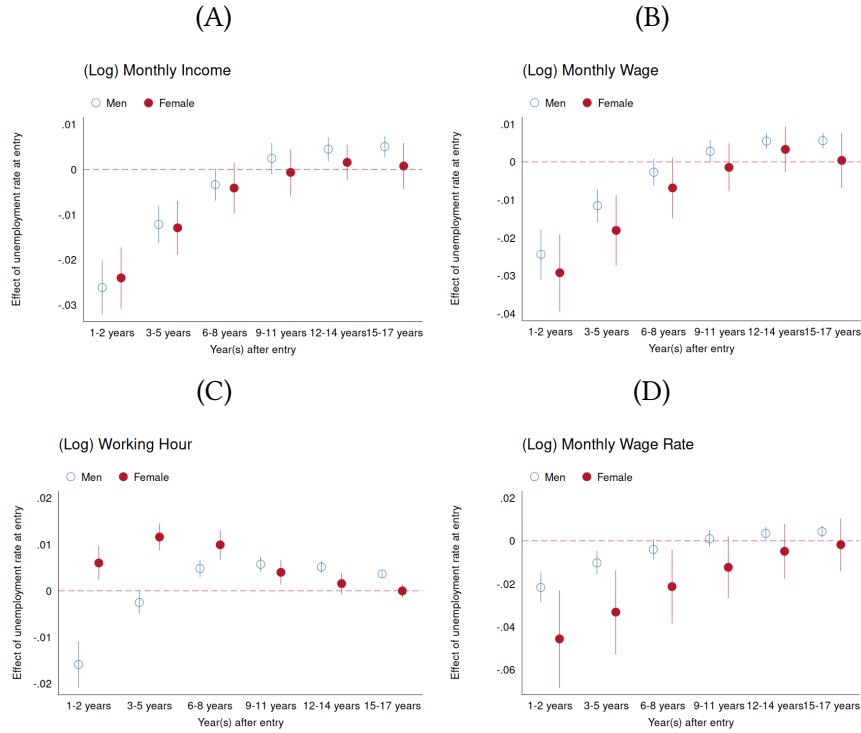 (A)
(Log) Monthly Income
Men Female
Effect of unemployment rate at entry
.01
0
-.01
-.02
-.03
1-2 years 3-5 years 6-8 years 9-11 years 12-14 years 15-17 years
Year(s) after entry
(B)
(Log) Monthly Wage
Men Female
Effect of unemployment rate at entry
.01
0
-.01
-.02
-.03
-.04
1-2 years 3-5 years 6-8 years 9-11 years 12-14 years 15-17 years
Year(s) after entry
(C)
(Log) Working Hour
Men Female
Effect of unemployment rate at entry
.02
.01
0
-.01
-.02
1-2 years 3-5 years 6-8 years 9-11 years 12-14 years 15-17 years
Year(s) after entry
(D)
(Log) Monthly Wage Rate
Men Female
Effect of unemployment rate at entry
.02
0
-.02
-.04
-.06
1-2 years 3-5 years 6-8 years 9-11 years 12-14 years 15-17 years
Year(s) after entry